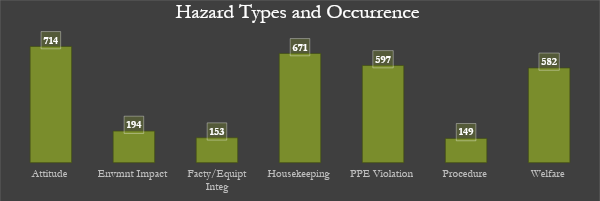 Hazard Types and Occurrence
714
194
153
671
597
149
582
Attitude
Envmnt Impact
Facty/Equipt
Integ
Housekeeping
PPE Violation
Procedure
Welfare